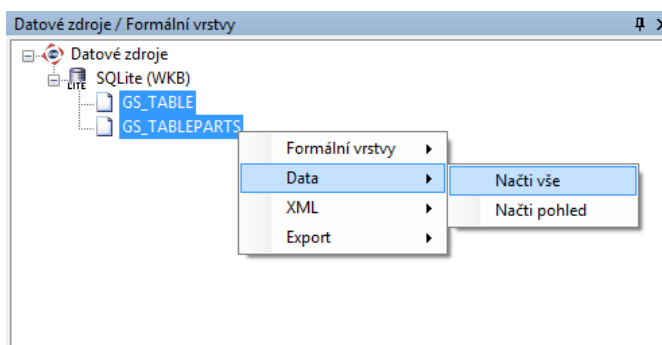 Datové zdroje / Formální vrstvy
Datové zdroje
LITE SQLite (WKB)
GS_TABLE
GS_TABLEPARTS
Formální vrstvy
Data
XML
Export
Načti vše
Načti pohled